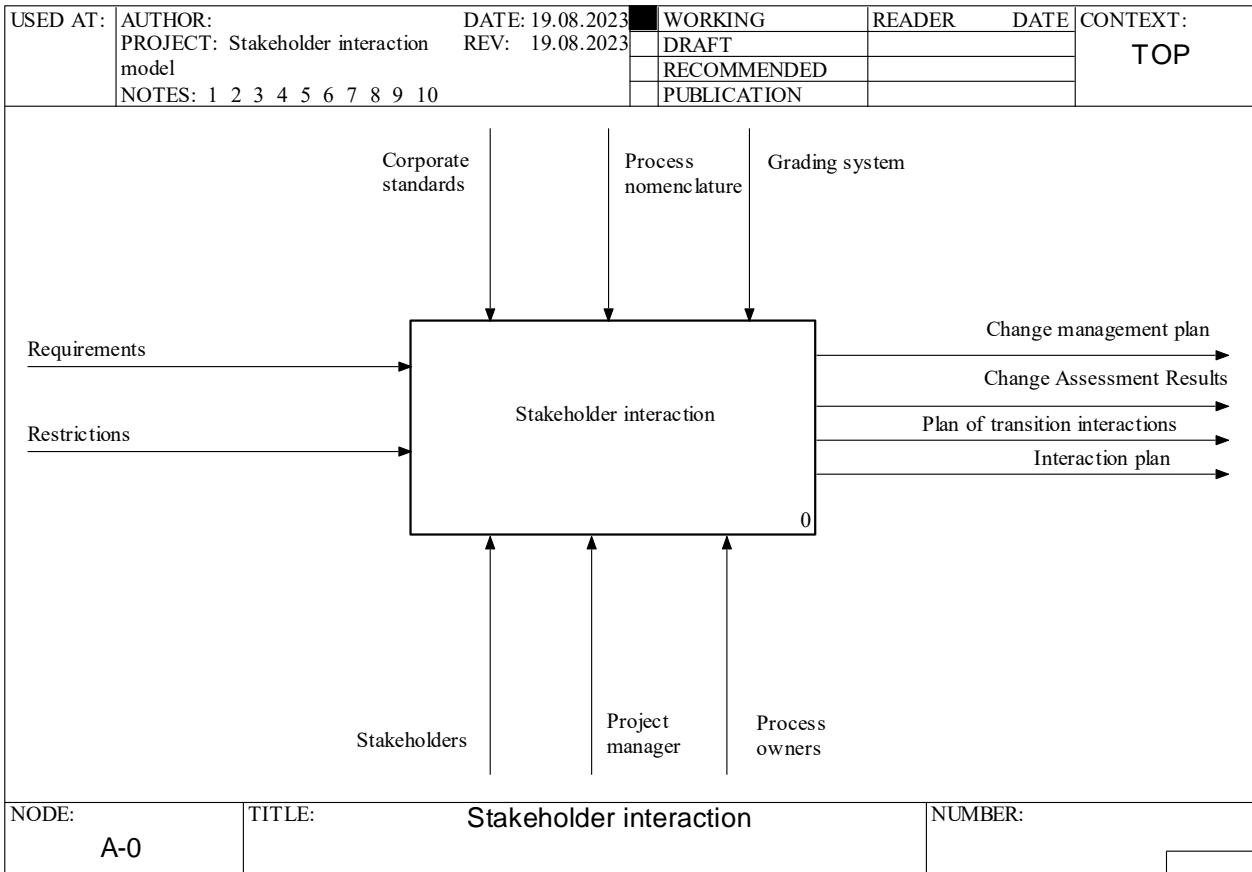 USED AT:
AUTHOR:
DATE: 19.08.2023
PROJECT: Stakeholder interaction
model
REV: 19.08.2023
NOTES: 1 2 3 4 5 6 7 8 9 10
WORKING
DRAFT
RECOMMENDED
PUBLICATION
READER
DATE
CONTEXT:
TOP
Corporate
standards
Process
nomenclature
Grading system
Requirements
Restrictions
Stakeholder interaction
0
Change management plan
Change Assessment Results
Plan of transition interactions
Interaction plan
Stakeholders
Project
manager
Process
owners
NODE:
A-0
TITLE:
Stakeholder interaction
NUMBER: